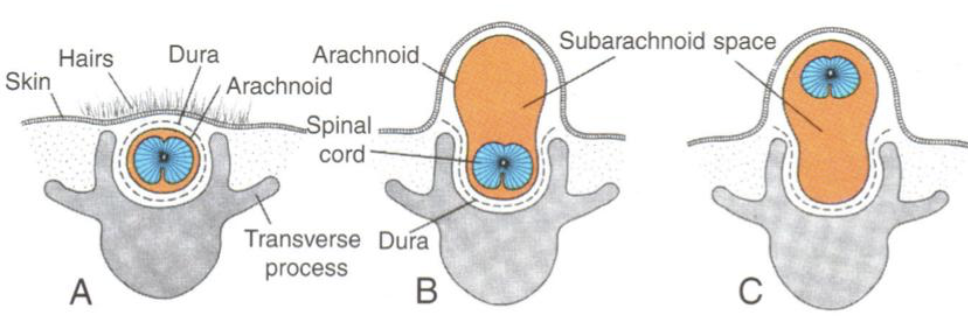 Hairs
Dura
Skin
Arachnoid
Transverse
process
A
Arachnoid
Subarachnoid space
Spinal
cord
Dura
B
C